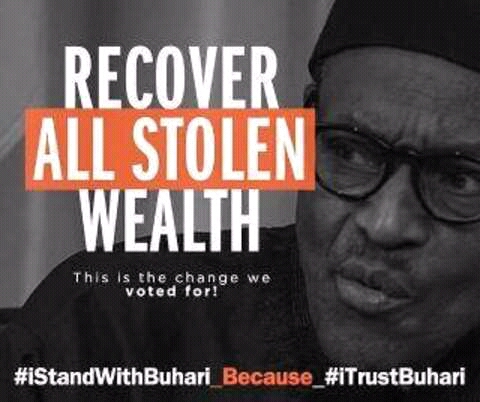 RECOVER
ALL STOLEN
WEALTH
This is the change we
voted for!
#iStandWithBuhari_Because_#iTrustBuhari